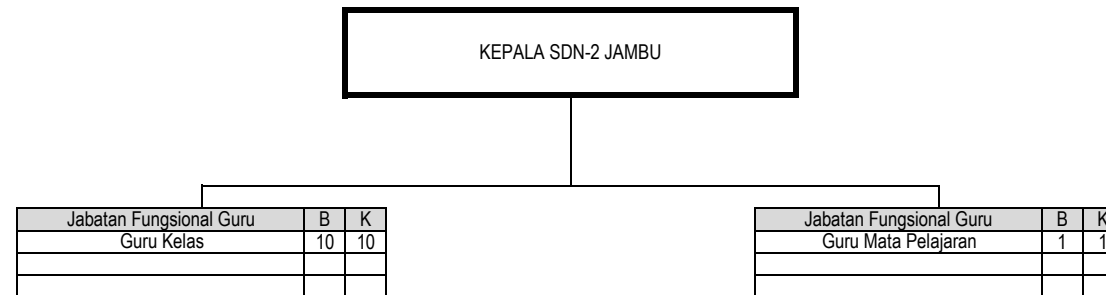 KEPALA SDN-2 JAMBU
Jabatan Fungsional Guru B K
Guru Kelas 10 10
Jabatan Fungsional Guru B K
Guru Mata Pelajaran 1 1